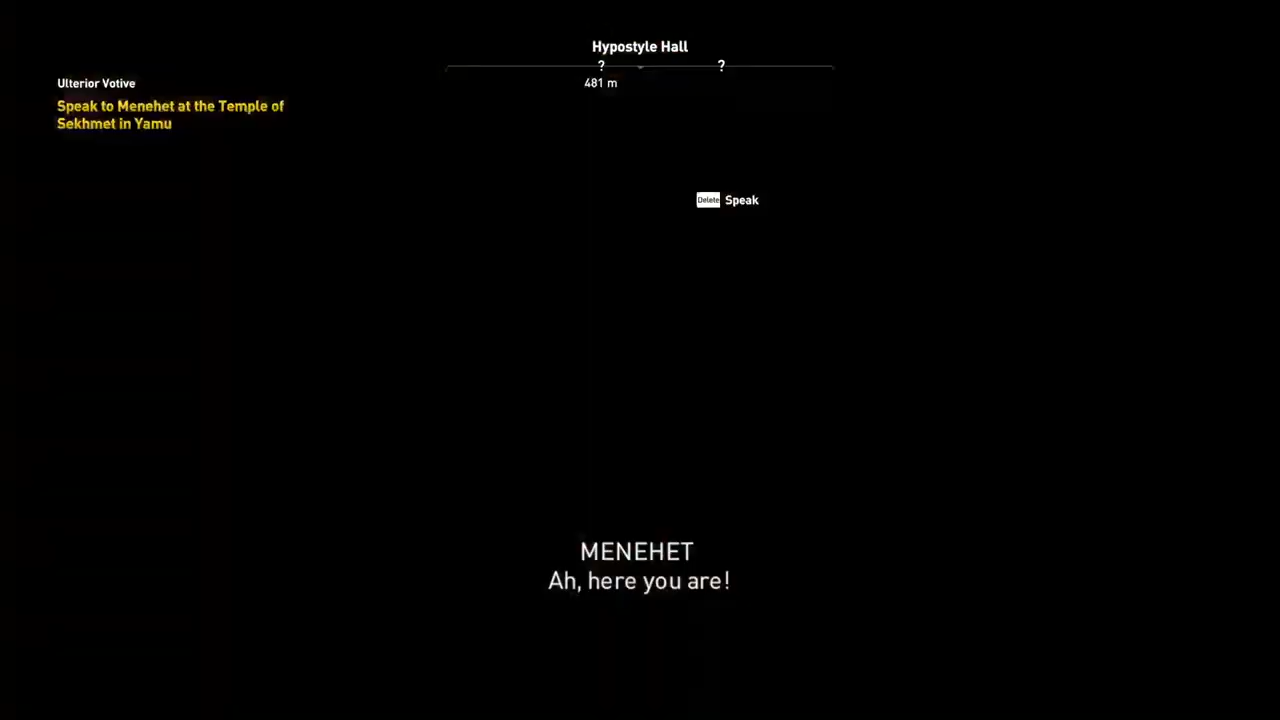 Hypostyle Hall
? ?
481 m
Ulterior Votive
Speak to Menehet at the Temple of
Sekhmet in Yamu
Delete Speak
MENEHET
Ah, here you are!